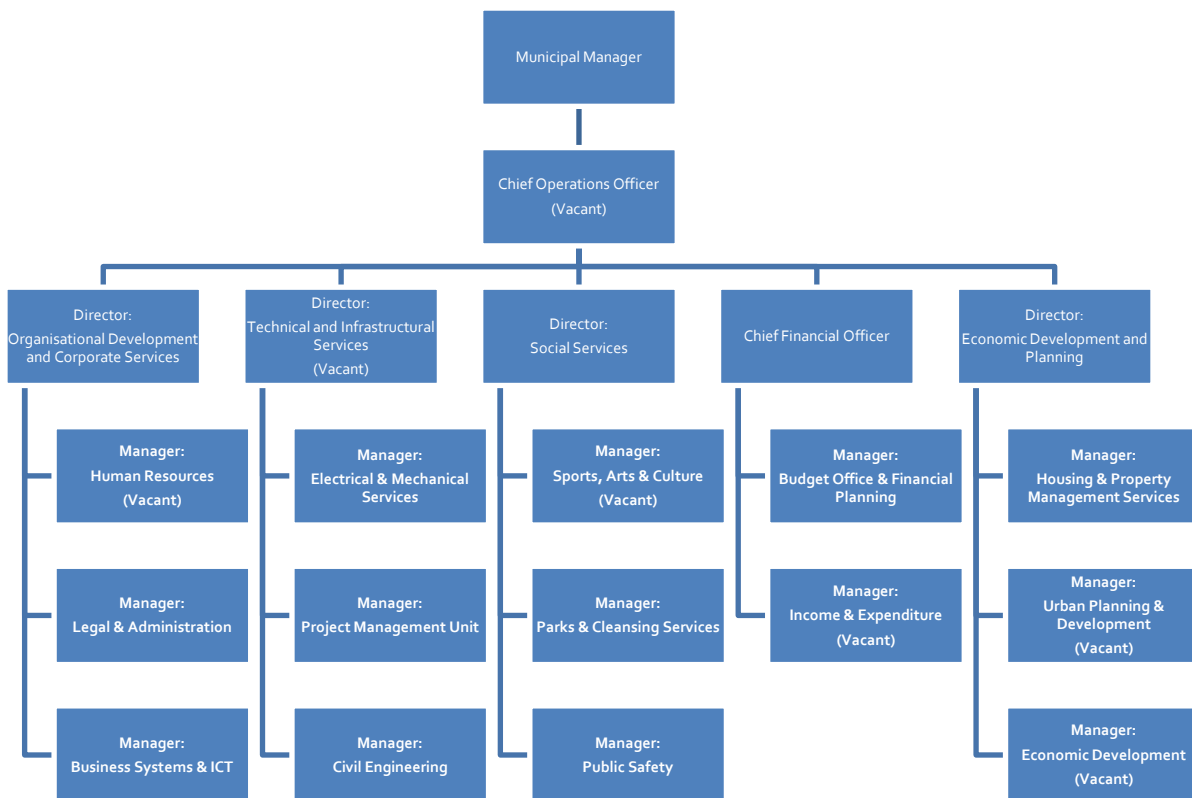 Municipal Manager
Chief Operations Officer
(Vacant)
Director:
Organisational Development
and Corporate Services
Director:
Technical and Infrastructural
Services
(Vacant)
Director:
Social Services
Chief Financial Officer
Director:
Economic Development and
Planning
Manager:
Human Resources
(Vacant)
Manager:
Electrical & Mechanical
Services
Manager:
Sports, Arts & Culture
(Vacant)
Manager:
Budget Office & Financial
Planning
Manager:
Housing & Property
Management Services
Manager:
Legal & Administration
Manager:
Project Management Unit
Manager:
Parks & Cleansing Services
Manager:
Income & Expenditure
(Vacant)
Manager:
Urban Planning &
Development
(Vacant)
Manager:
Business Systems & ICT
Manager:
Civil Engineering
Manager:
Public Safety
Manager:
Economic Development
(Vacant)